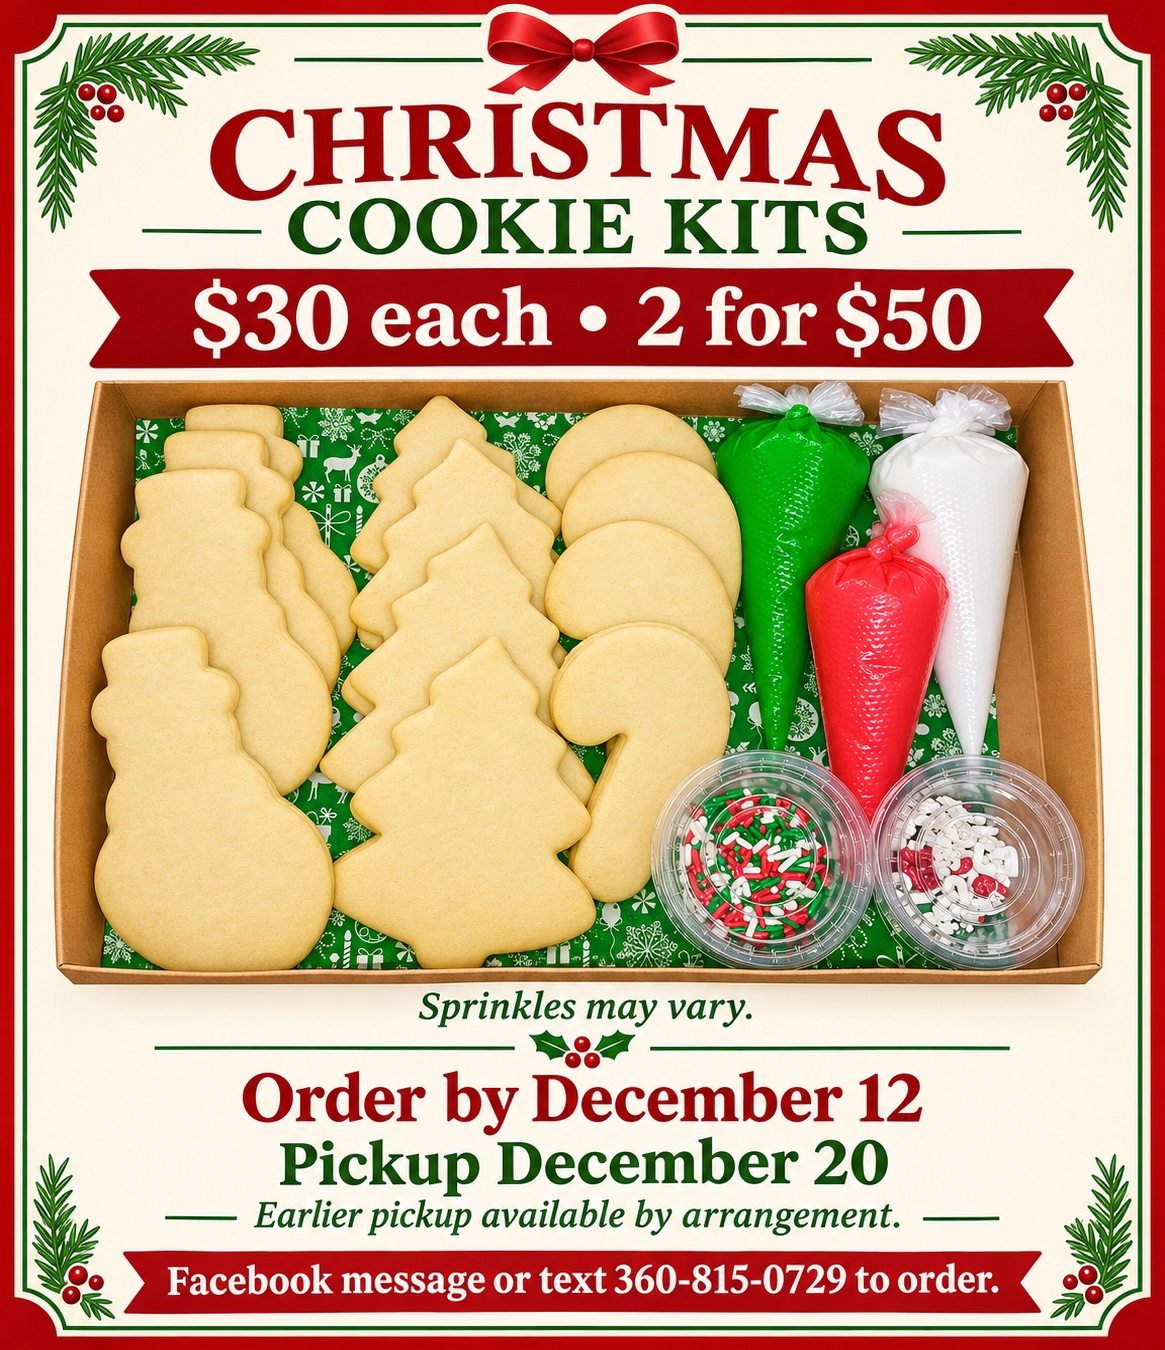 CHRISTMAS
COOKIE KITS
$30 each • 2 for $50
Sprinkles may vary.
Order by December 12
Pickup December 20
Earlier pickup available by arrangement.
Facebook message or text 360-815-0729 to order.